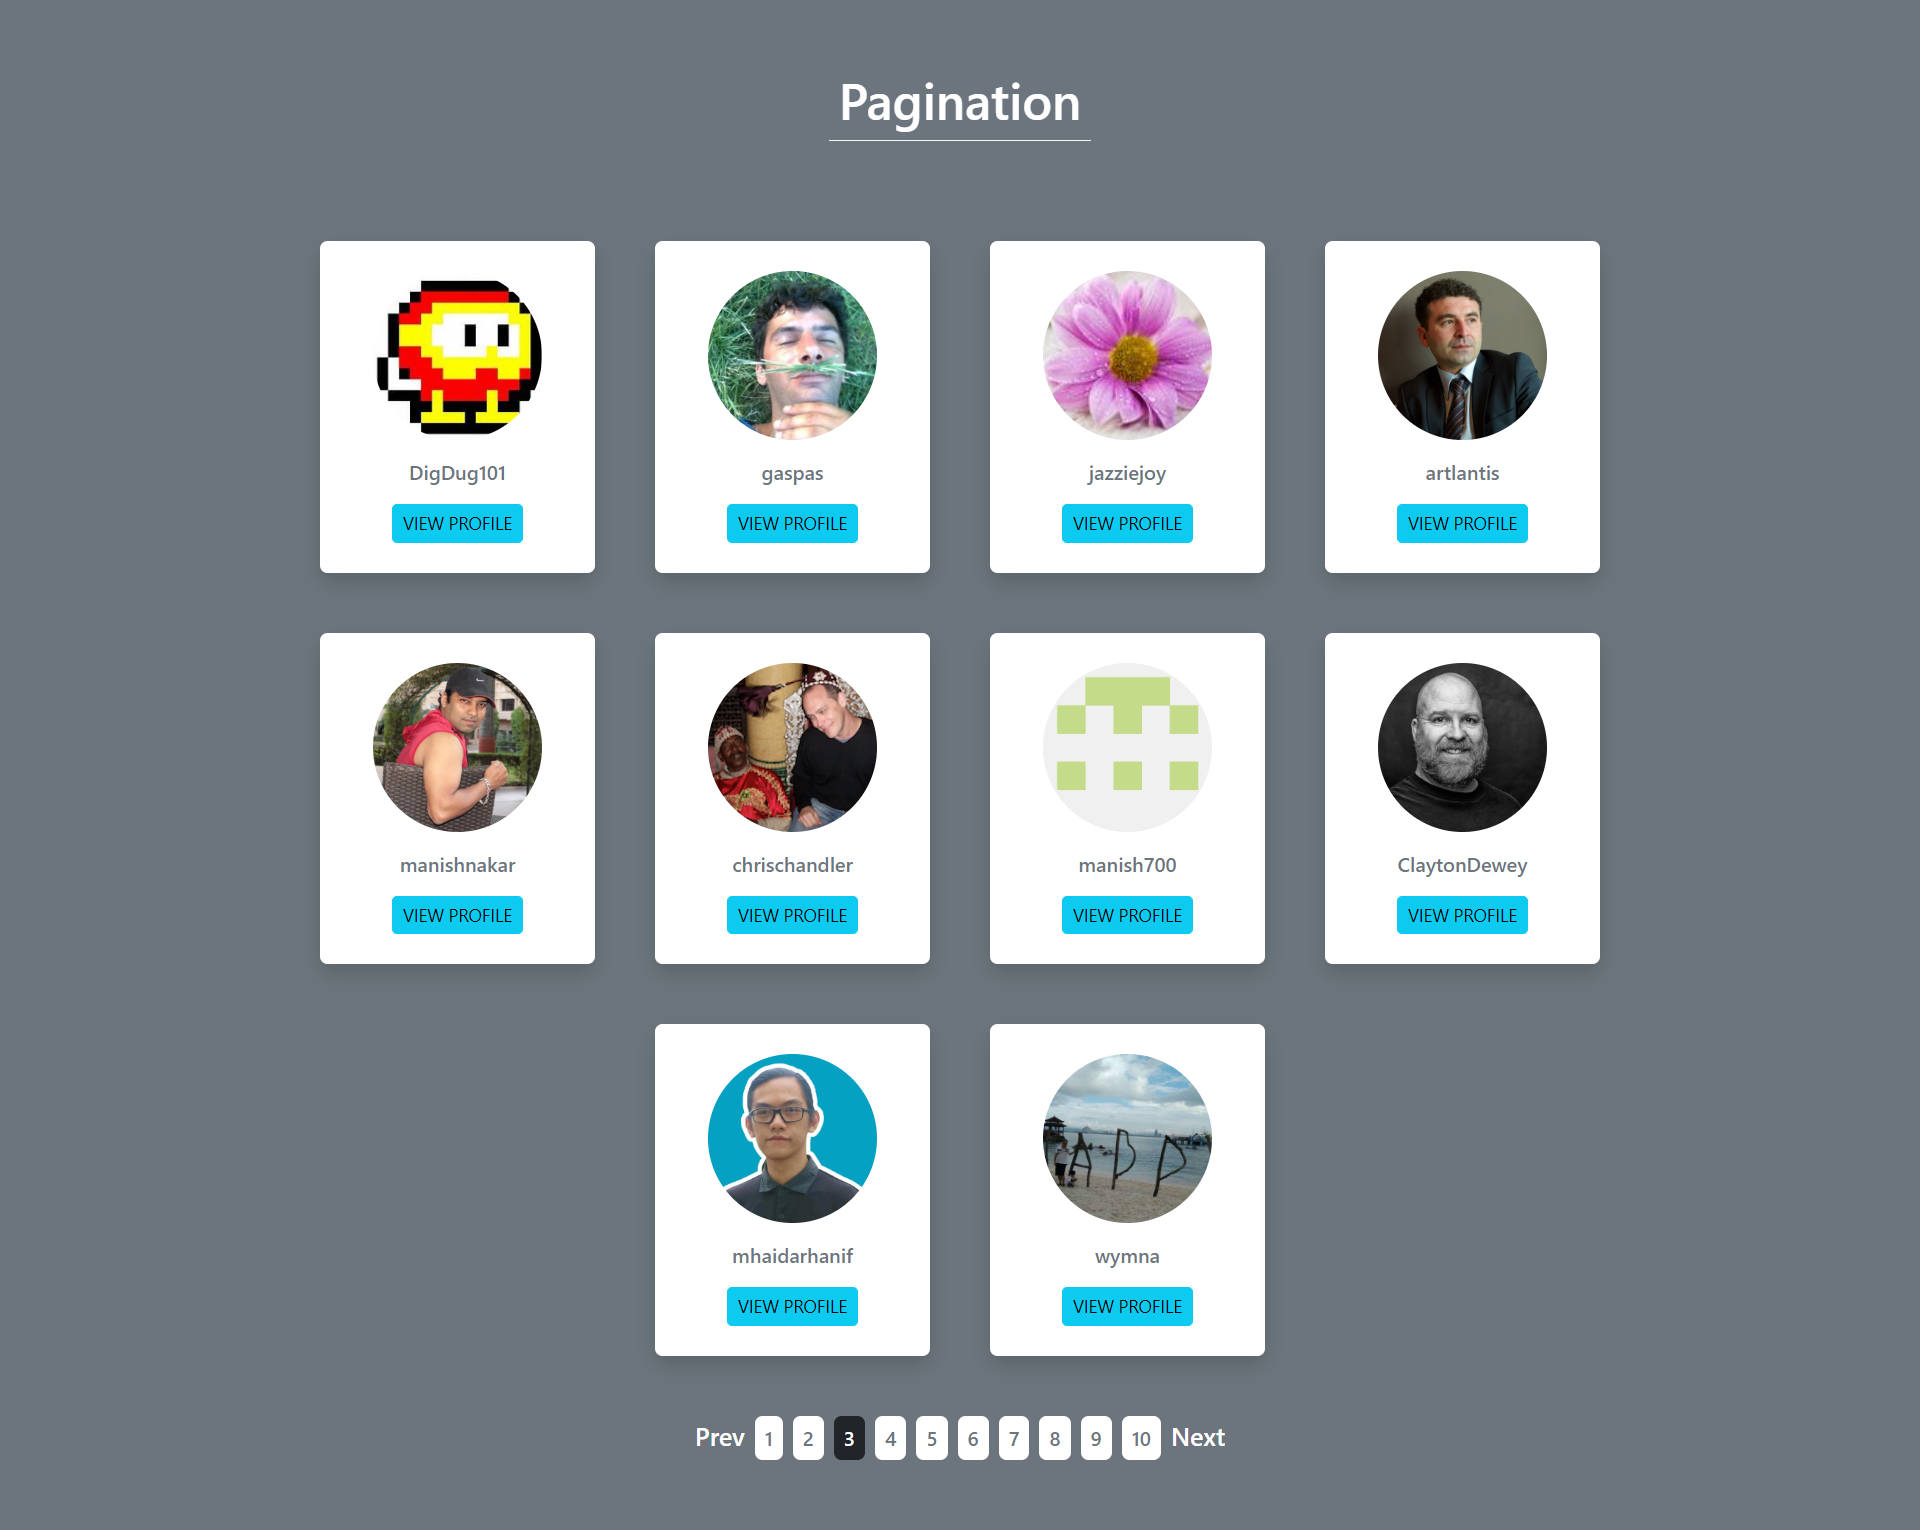 Pagination
DigDug101
gaspas
jazziejoy
artlantis
VIEW PROFILE
VIEW PROFILE
VIEW PROFILE
VIEW PROFILE
manishnakar
chrischandler
manish700
ClaytonDewey
VIEW PROFILE
VIEW PROFILE
VIEW PROFILE
VIEW PROFILE
APP
mhaidarhanif
wymna
VIEW PROFILE
VIEW PROFILE
Prev 1 2 3 4 5 6 7 8 9 10 Next